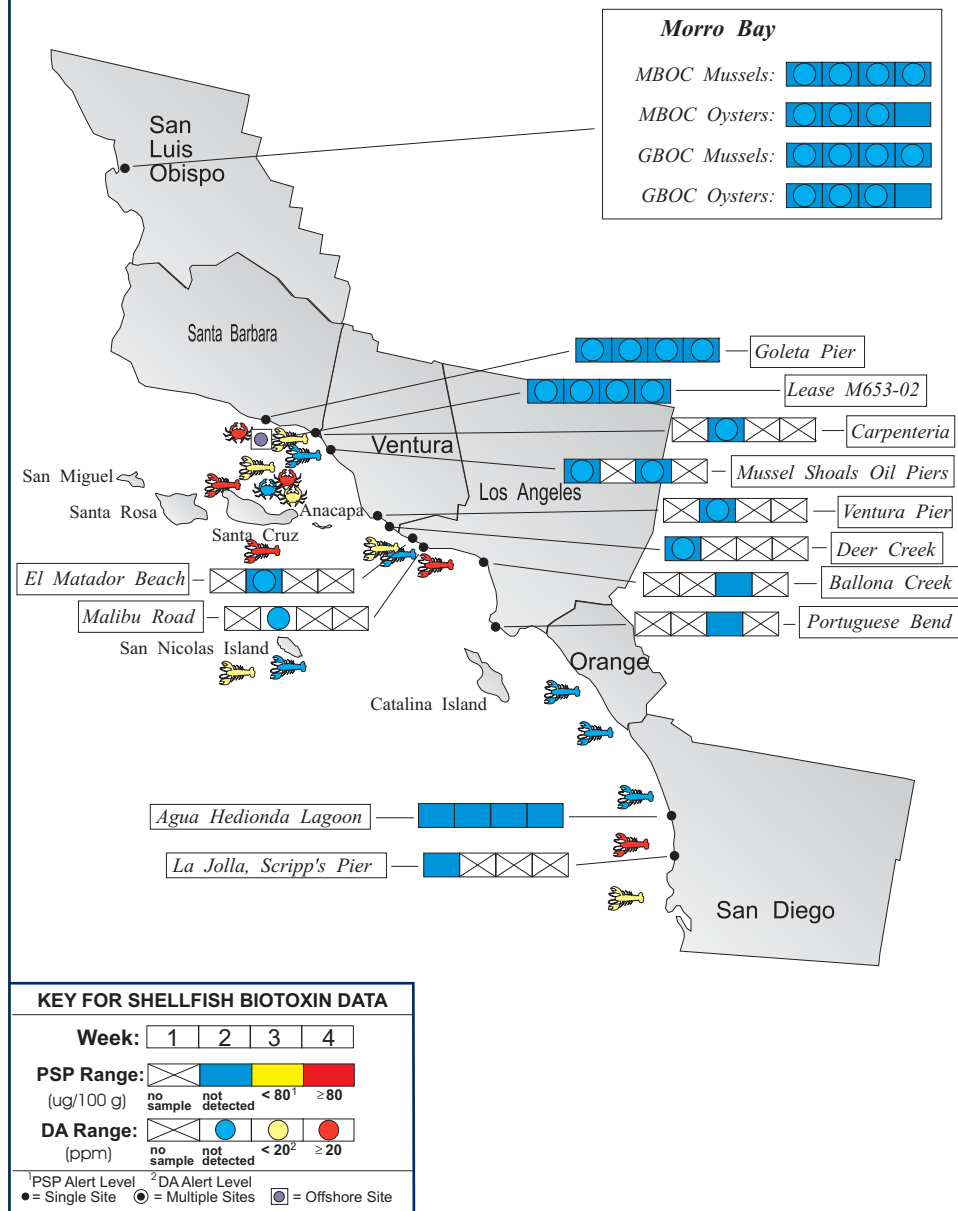 Morro Bay
MBOC Mussels:
MBOC Oysters:
GBOC Mussels:
GBOC Oysters:
San
Luis
Obispo
Santa Barbara
Goleta Pier
Lease M653-02
Carpenteria
Ventura
Mussel Shoals Oil Piers
Los Angeles
San Miguel
Santa Rosa
Anacapa
Santa Cruz
Ventura Pier
Deer Creek
El Matador Beach
Ballona Creek
Malibu Road
Portuguese Bend
San Nicolas Island
Orange
Catalina Island
Agua Hedionda Lagoon
La Jolla, Scripp's Pier
San Diego
KEY FOR SHELLFISH BIOTOXIN DATA
Week: 1 2 3 4
PSP Range:
(ug/100 g)
no sample not detected < 80¹ ≥80
DA Range:
(ppm)
no sample not detected < 20² ≥20
¹PSP Alert Level ²DA Alert Level
= Single Site = Multiple Sites = Offshore Site